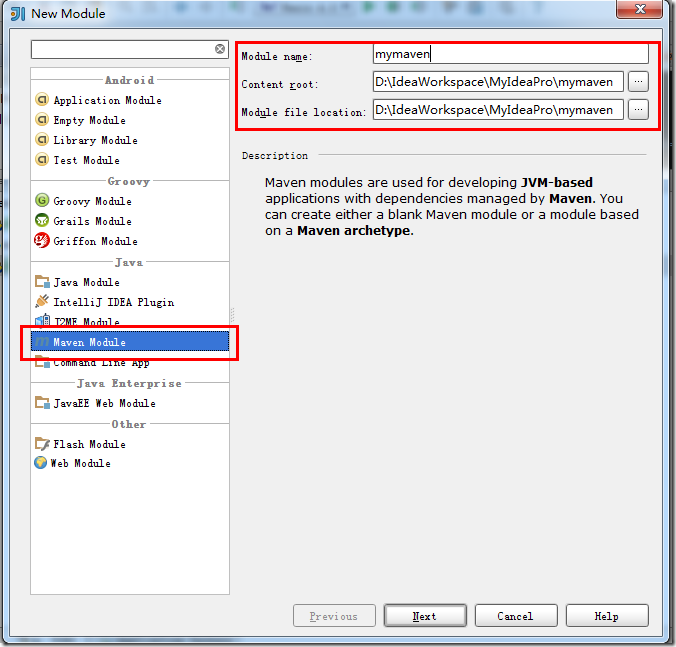 New Module
Module name: mymaven
Content root: D:\IdeaWorkspace\MyIdeaPro\mymaven ...
Module file location: D:\IdeaWorkspace\MyIdeaPro\mymaven ...
Android
Application Module
Empty Module
Library Module
Test Module
Groovy
Groovy Module
Grails Module
Griffon Module
Java
Java Module
IntelliJ IDEA Plugin
J2ME Module
Maven Module
Command Line App
Java Enterprise
JavaEE Web Module
Other
Flash Module
Web Module
Description
Maven modules are used for developing JVM-based
applications with dependencies managed by Maven. You
can create either a blank Maven module or a module based
on a Maven archetype.
Previous Next Cancel Help